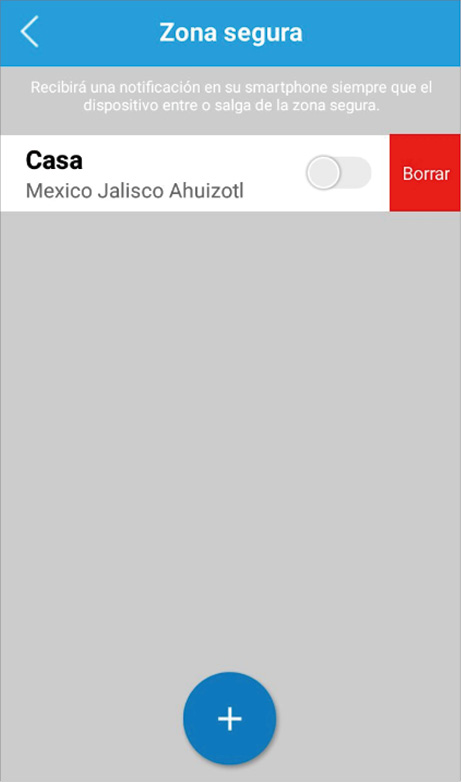 Zona segura
Recibirá una notificación en su smartphone siempre que el
dispositivo entre o salga de la zona segura.
Casa
Mexico Jalisco Ahuizotl
Borrar
+